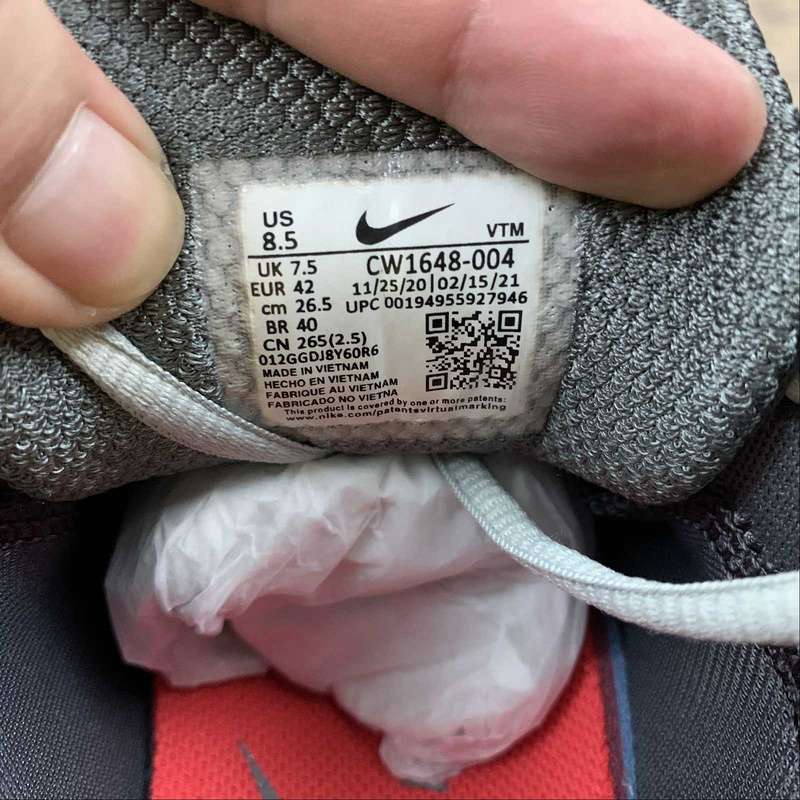 US
8.5
VTM
UK 7.5
CW1648-004
EUR 42
11/25/20|02/15/21
cm 26.5
UPC 00194955927946
BR 40
CN 265(2.5)
012GGDJ8Y60R6
MADE IN VIETNAM
HECHO EN VIETNAM
FABRIQUE AU VIETNAM
FABRICADO NO VIETNA
This product is covered by one or more patents, see
www.nike.com/patentsvirtualmarking